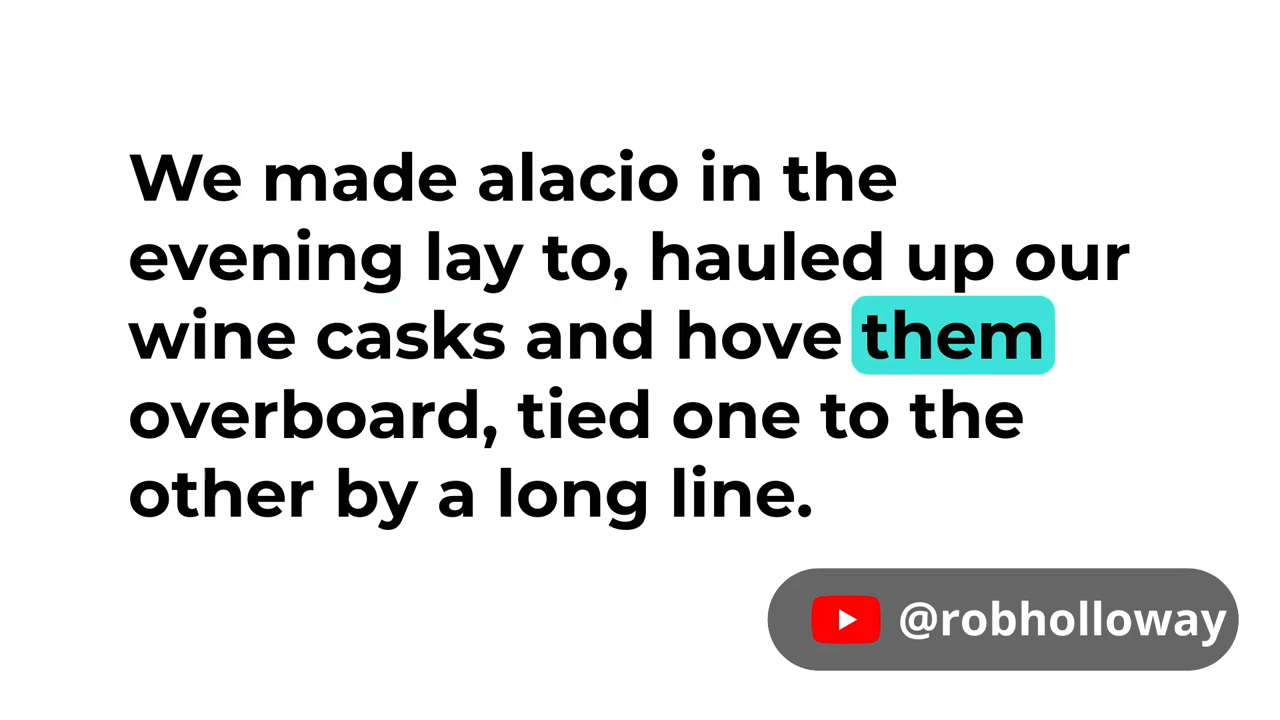 We made alacio in the
evening lay to, hauled up our
wine casks and hove them
overboard, tied one to the
other by a long line.
@robholloway